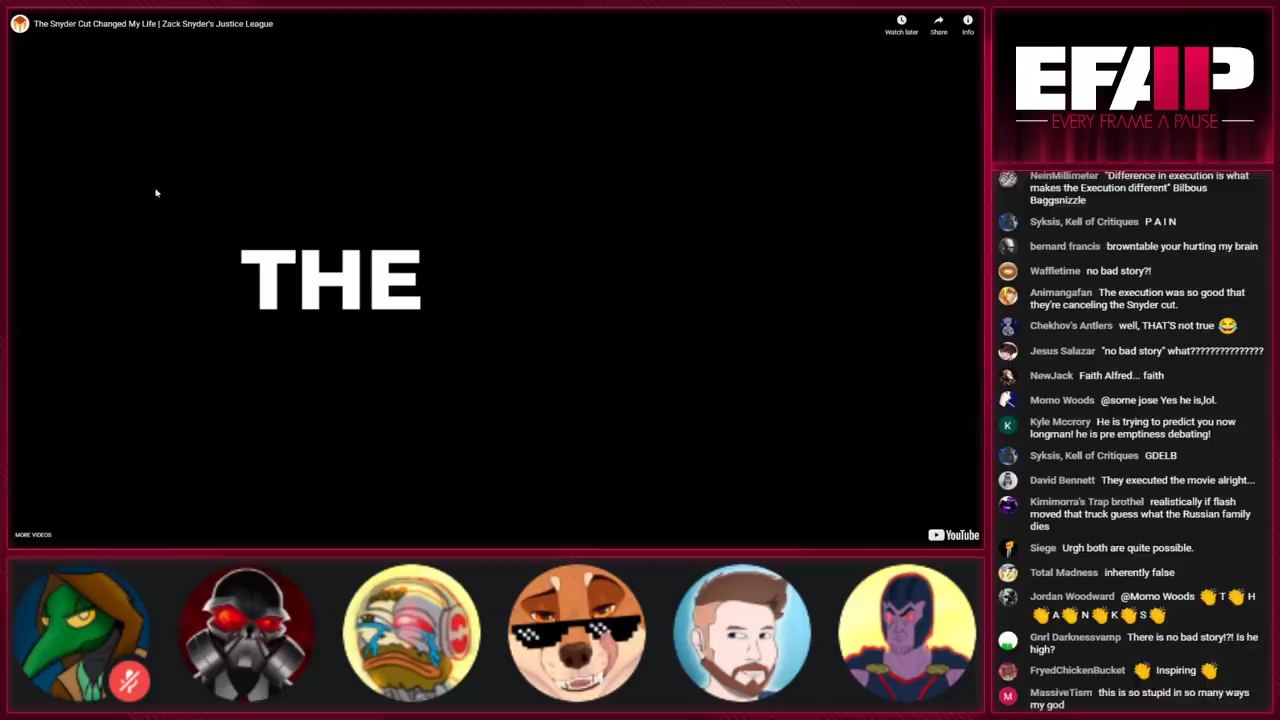 The Snyder Cut Changed My Life | Zack Snyder's Justice League
Watch later
Share
Info
THE
MORE VIDEOS
YouTube
EFAP
EVERY FRAME A PAUSE
NeinMillimeter "Difference in execution is what
makes the Execution different" Bilbous
Baggsnizzle
Syksis, Kell of Critiques P A I N
bernard francis browntable your hurting my brain
Waffletime no bad story?!
Animangafan The execution was so good that
they're canceling the Snyder cut.
Chekhov's Antlers well, THAT'S not true 😂
Jesus Salazar "no bad story" what???????????????
NewJack Faith Alfred... faith
Momo Woods @some jose Yes he is,lol.
K
Kyle Mccrory He is trying to predict you now
longman! he is pre emptiness debating!
Syksis, Kell of Critiques GDELB
David Bennett They executed the movie alright...
Kimimorra's Trap brothel realistically if flash
moved that truck guess what the Russian family
dies
Siege Urgh both are quite possible.
Total Madness inherently false
Jordan Woodward @Momo Woods 👏 T 👏 H
👏 A 👏 N 👏 K 👏 S 👏
Gnrl Darknessvamp There is no bad story!?! Is he
high?
FryedChickenBucket 👏 Inspiring 👏
M
MassiveTism this is so stupid in so many ways
my god